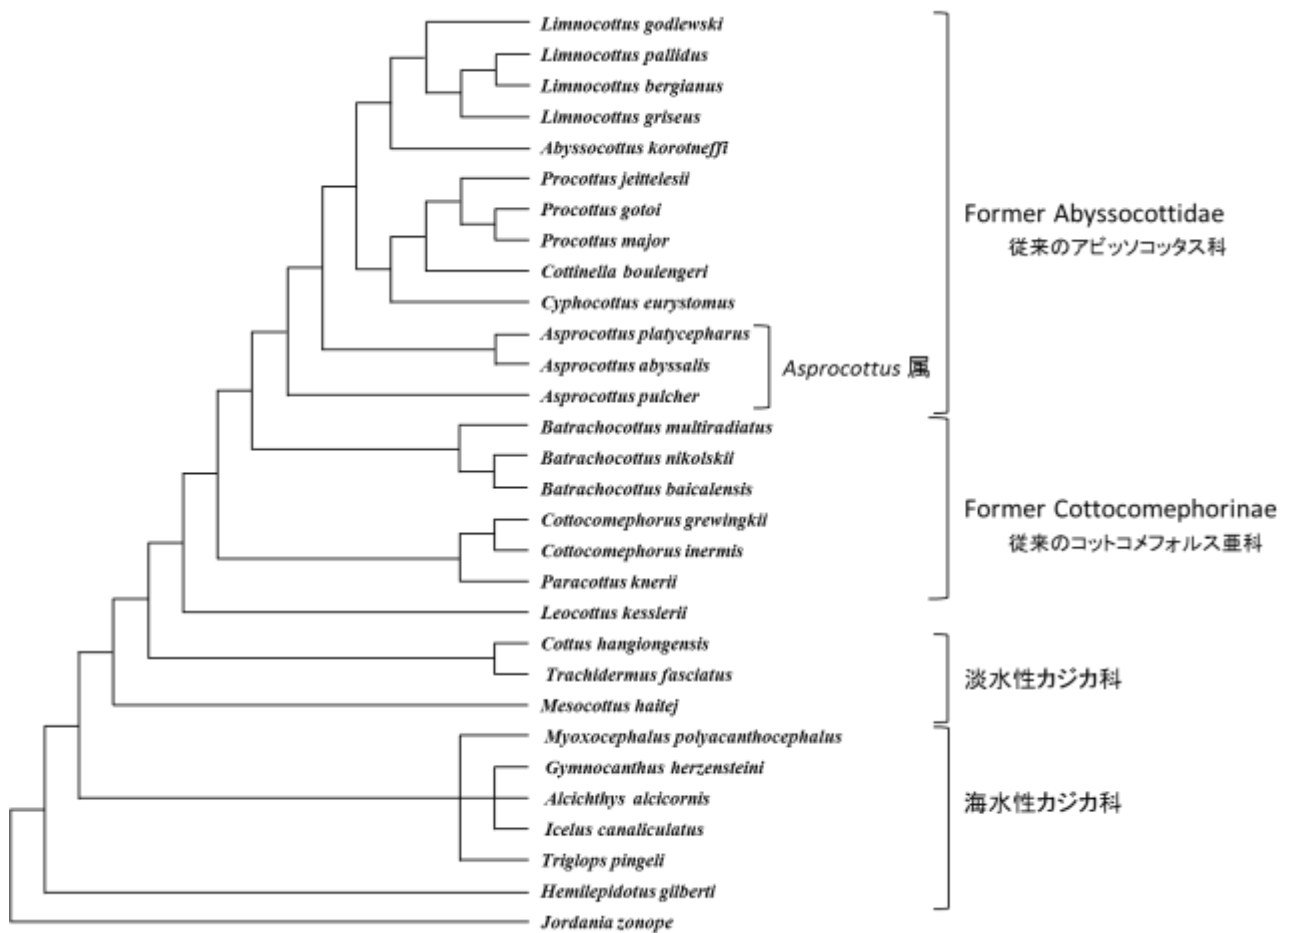 Limnocottus godlewski
Limnocottus pallidus
Limnocottus bergianus
Limnocottus griseus
Abyssocottus korotneffi
Procottus jeittelesii
Procottus gotoi
Procottus major
Cottinella boulengeri
Cyphocottus eurystomus
Asprocottus platycepharus
Asprocottus abyssalis
Asprocottus pulcher
Asprocottus 属
Former Abyssocottidae
従来のアビッソコッタス科
Batrachocottus multiradiatus
Batrachocottus nikolskii
Batrachocottus baicalensis
Cottocomephorus grewingkii
Cottocomephorus inermis
Paracottus knerii
Former Cottocomephorinae
従来のコットコメフォルス亜科
Leocottus kesslerii
Cottus hangiongensis
Trachidermus fasciatus
Mesocottus haitej
淡水性カジカ科
Myoxocephalus polyacanthocephalus
Gymnocanthus herzensteini
Alcichthys alcicornis
Icelus canaliculatus
Triglops pingeli
Hemilepidotus gilberti
海水性カジカ科
Jordania zonope